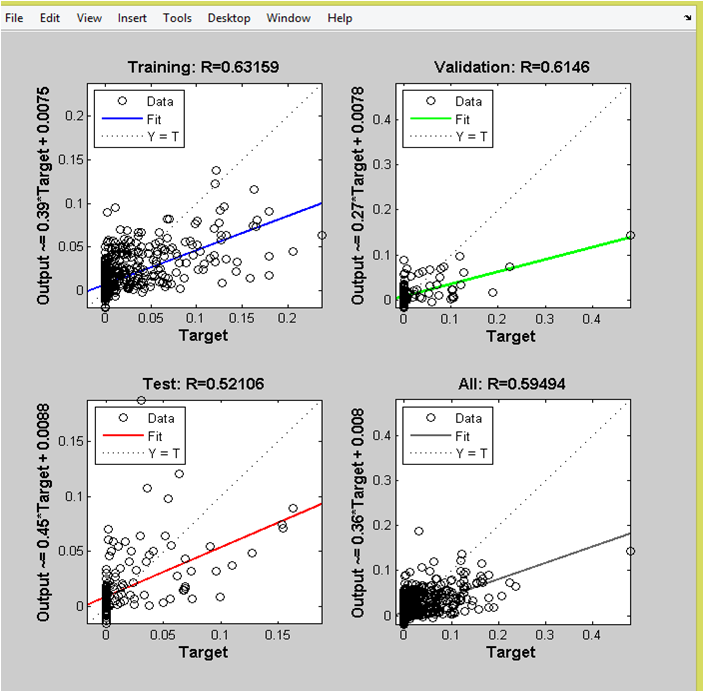 File Edit View Insert Tools Desktop Window Help
Training: R=0.63159
Output ~= 0.39*Target + 0.0075
Data
Fit
Y = T
0.2
0.15
0.1
0.05
0
0 0.05 0.1 0.15 0.2
Target
Validation: R=0.6146
Output ~= 0.27*Target + 0.0078
Data
Fit
Y = T
0.4
0.3
0.2
0.1
0
0 0.1 0.2 0.3 0.4
Target
Test: R=0.52106
Output ~= 0.45*Target + 0.0088
Data
Fit
Y = T
0.15
0.1
0.05
0
0 0.05 0.1 0.15
Target
All: R=0.59494
Output ~= 0.36*Target + 0.008
Data
Fit
Y = T
0.4
0.3
0.2
0.1
0
0 0.1 0.2 0.3 0.4
Target